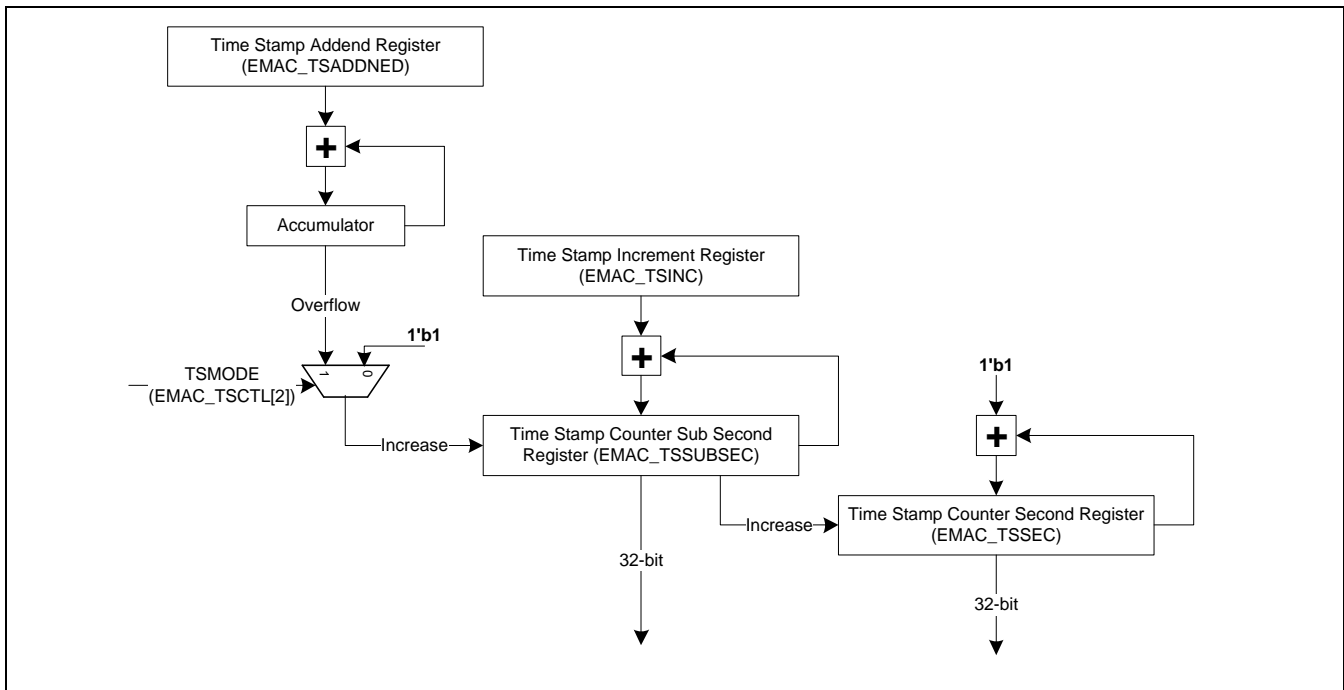 Time Stamp Addend Register
(EMAC_TSADDNED)
+
Accumulator
Overflow
1'b1
1
0
TSMODE
(EMAC_TSCTL[2])
Increase
Time Stamp Increment Register
(EMAC_TSINC)
+
Time Stamp Counter Sub Second
Register (EMAC_TSSUBSEC)
32-bit
Increase
1'b1
+
Time Stamp Counter Second Register
(EMAC_TSSEC)
32-bit